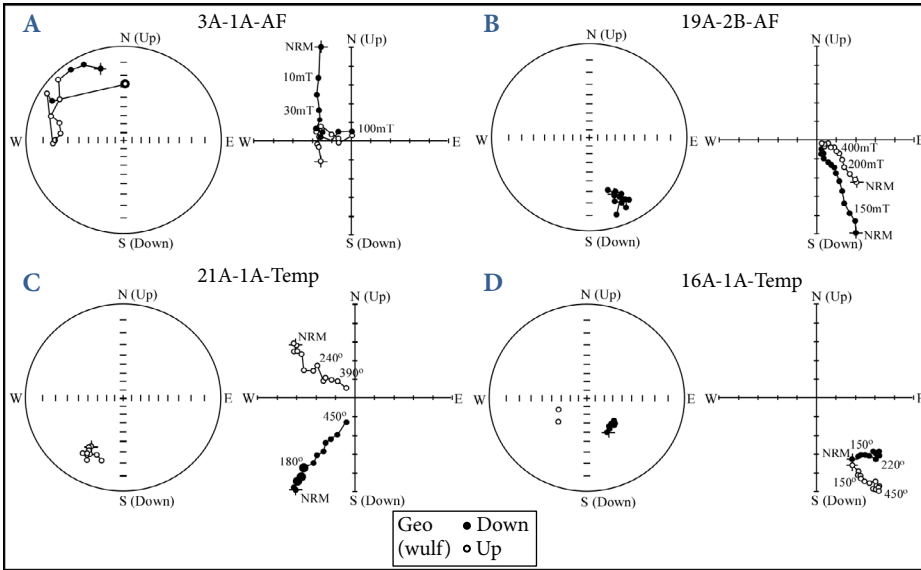 A
3A-1A-AF
N (Up)
W
E
S (Down)
N (Up)
NRM
10mT
30mT
100mT
W
E
S (Down)
B
19A-2B-AF
N (Up)
W
E
S (Down)
N (Up)
400mT
200mT
NRM
150mT
NRM
W
E
S (Down)
C
21A-1A-Temp
N (Up)
W
E
S (Down)
N (Up)
NRM
240º
390º
W
E
450º
180º
NRM
S (Down)
D
16A-1A-Temp
N (Up)
W
E
S (Down)
N (Up)
W
E
NRM
150º
220º
150º
450º
S (Down)
Geo
(wulf)
Down
Up